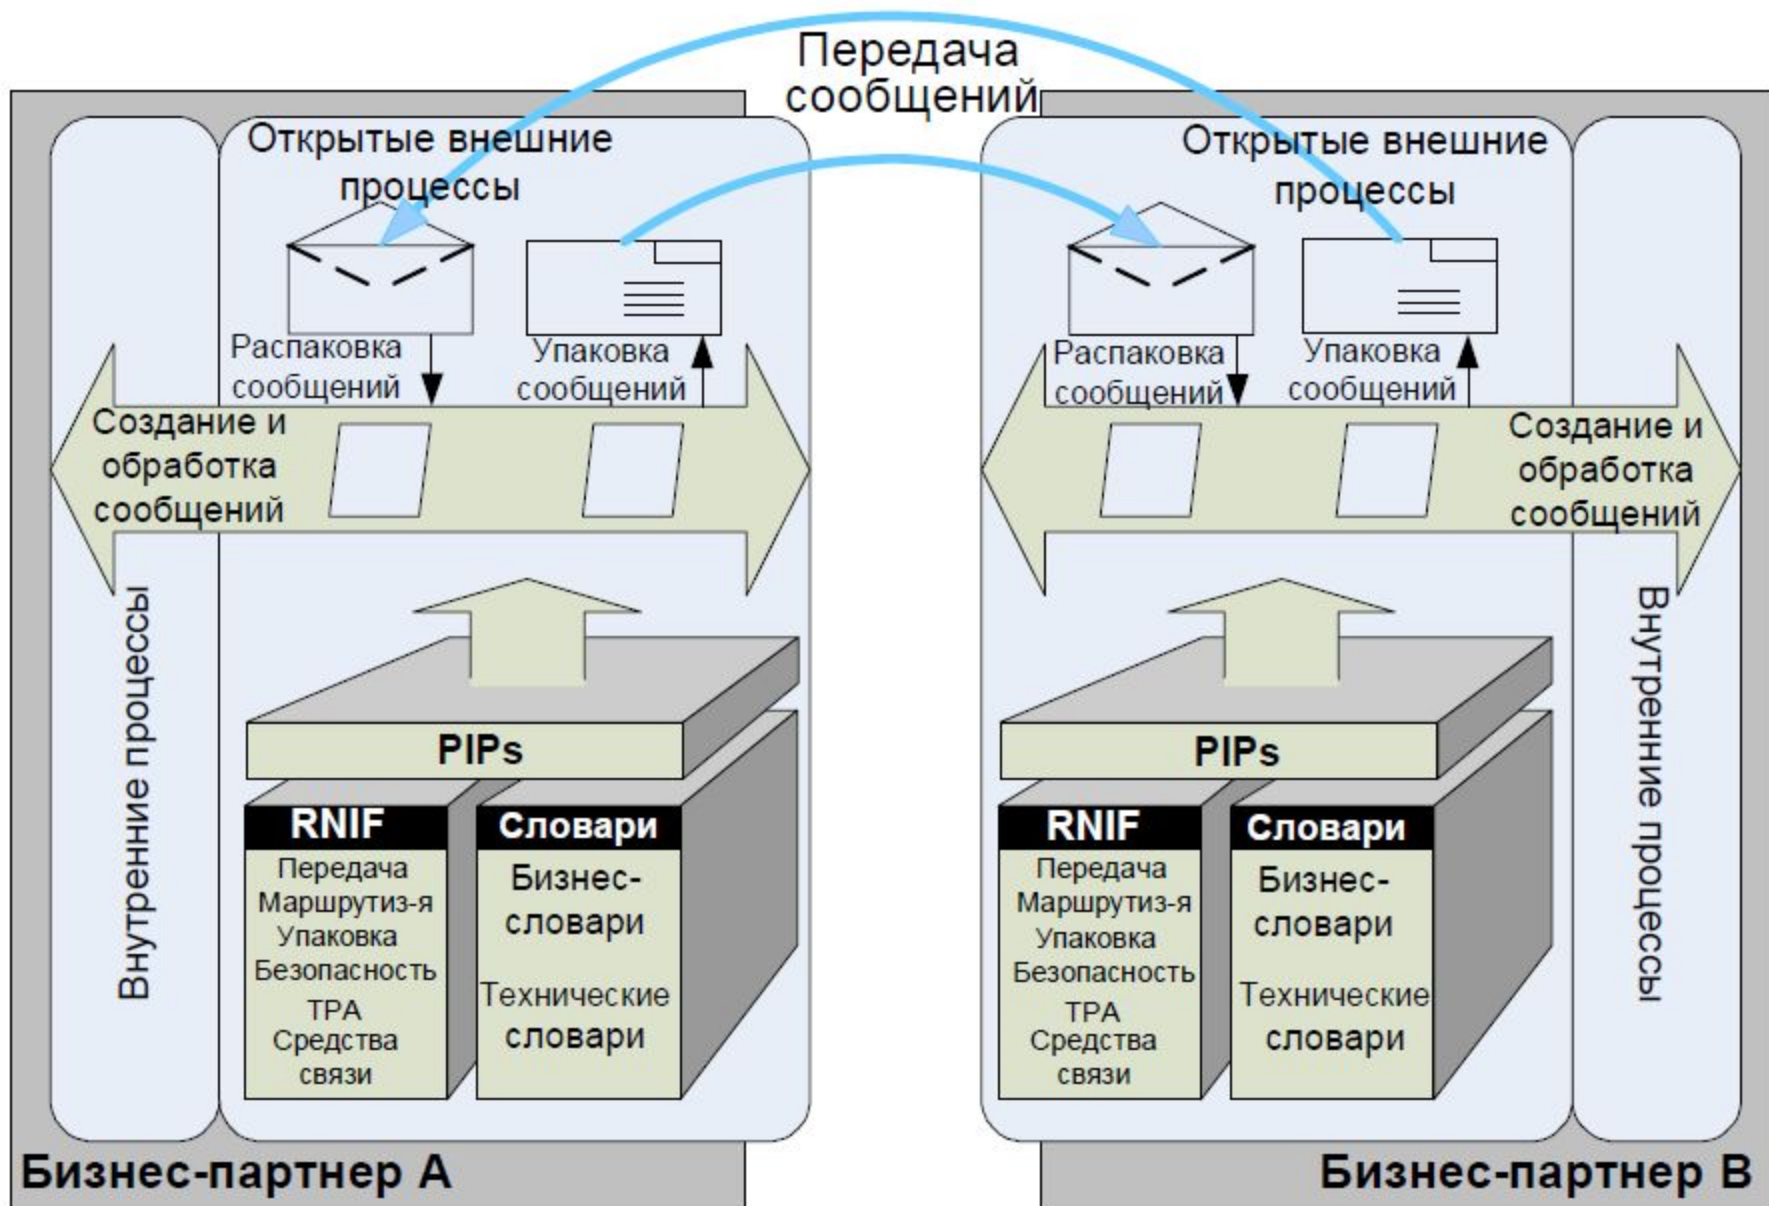 Передача
сообщений
Открытые внешние
процессы
Распаковка
сообщений
Упаковка
сообщений
Создание и
обработка
сообщений
Внутренние процессы
PIPs
RNIF
Передача
Маршрутиз-я
Упаковка
Безопасность
TPA
Средства
связи
Словари
Бизнес-
словари
Технические
словари
Бизнес-партнер А
Открытые внешние
процессы
Распаковка
сообщений
Упаковка
сообщений
Создание и
обработка
сообщений
Внутренние процессы
PIPs
RNIF
Передача
Маршрутиз-я
Упаковка
Безопасность
TPA
Средства
связи
Словари
Бизнес-
словари
Технические
словари
Бизнес-партнер В